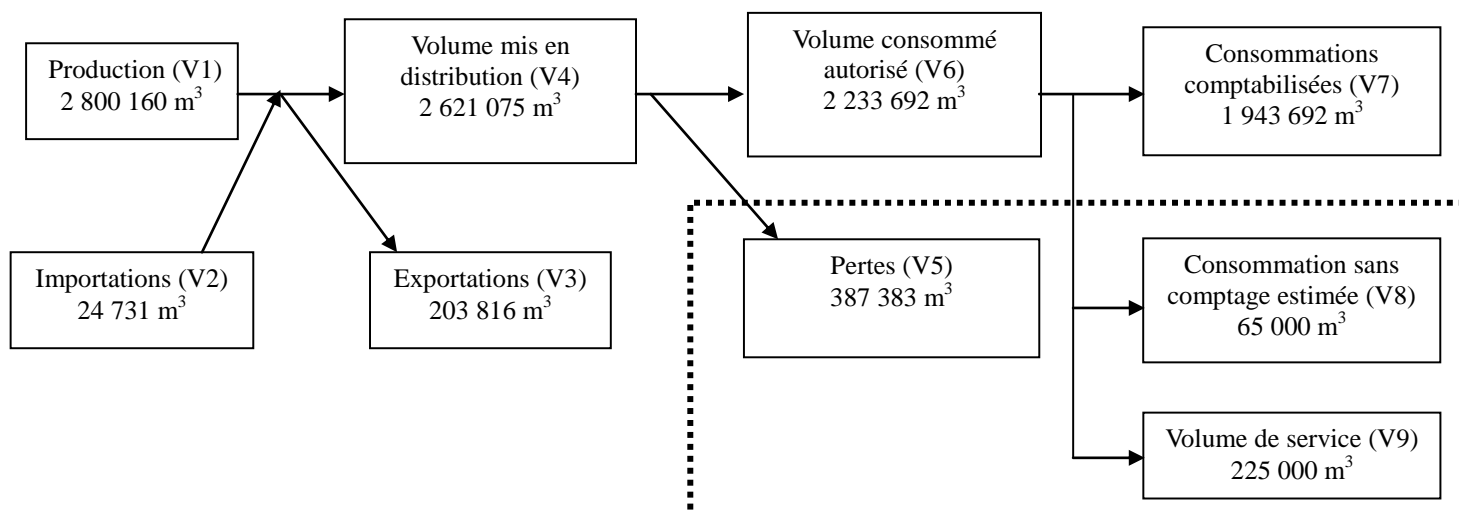 Production (V1)
2 800 160 m³
Volume mis en
distribution (V4)
2 621 075 m³
Volume consommé
autorisé (V6)
2 233 692 m³
Consommations
comptabilisées (V7)
1 943 692 m³
Importations (V2)
24 731 m³
Exportations (V3)
203 816 m³
Pertes (V5)
387 383 m³
Consommation sans
comptage estimée (V8)
65 000 m³
Volume de service (V9)
225 000 m³